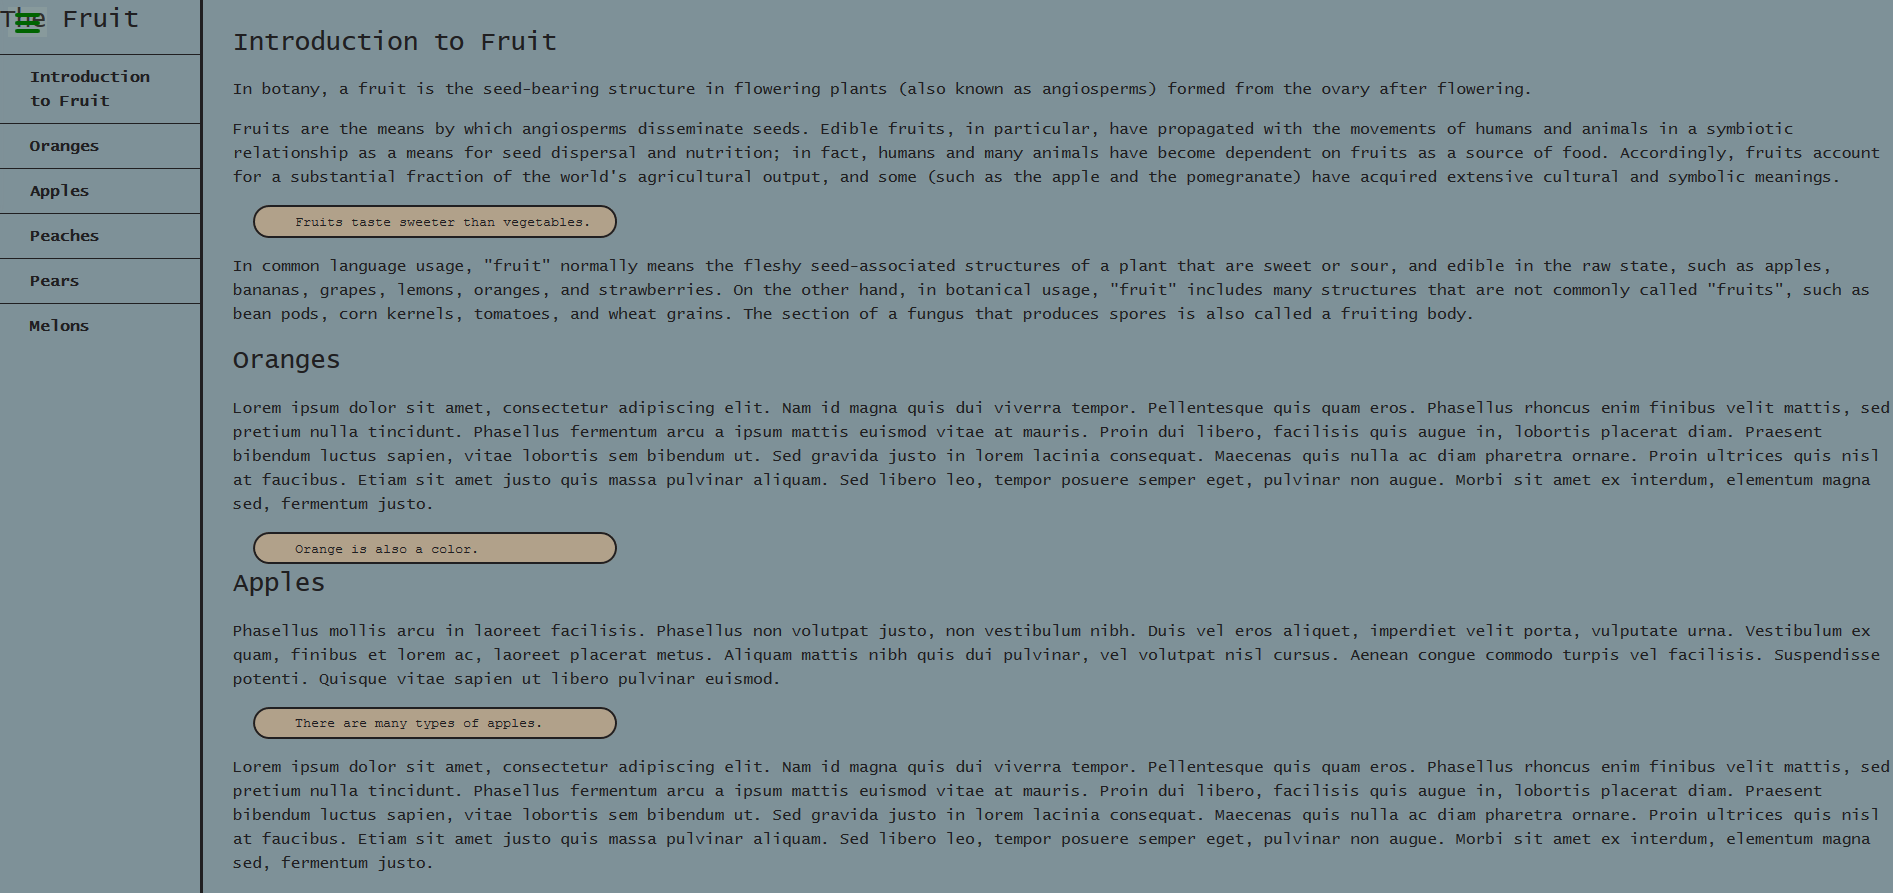 The Fruit
Introduction
to Fruit
Oranges
Apples
Peaches
Pears
Melons
Introduction to Fruit
In botany, a fruit is the seed-bearing structure in flowering plants (also known as angiosperms) formed from the ovary after flowering.
Fruits are the means by which angiosperms disseminate seeds. Edible fruits, in particular, have propagated with the movements of humans and animals in a symbiotic
relationship as a means for seed dispersal and nutrition; in fact, humans and many animals have become dependent on fruits as a source of food. Accordingly, fruits account
for a substantial fraction of the world's agricultural output, and some (such as the apple and the pomegranate) have acquired extensive cultural and symbolic meanings.
Fruits taste sweeter than vegetables.
In common language usage, "fruit" normally means the fleshy seed-associated structures of a plant that are sweet or sour, and edible in the raw state, such as apples,
bananas, grapes, lemons, oranges, and strawberries. On the other hand, in botanical usage, "fruit" includes many structures that are not commonly called "fruits", such as
bean pods, corn kernels, tomatoes, and wheat grains. The section of a fungus that produces spores is also called a fruiting body.
Oranges
Lorem ipsum dolor sit amet, consectetur adipiscing elit. Nam id magna quis dui viverra tempor. Pellentesque quis quam eros. Phasellus rhoncus enim finibus velit mattis, sed
pretium nulla tincidunt. Phasellus fermentum arcu a ipsum mattis euismod vitae at mauris. Proin dui libero, facilisis quis augue in, lobortis placerat diam. Praesent
bibendum luctus sapien, vitae lobortis sem bibendum ut. Sed gravida justo in lorem lacinia consequat. Maecenas quis nulla ac diam pharetra ornare. Proin ultrices quis nisl
at faucibus. Etiam sit amet justo quis massa pulvinar aliquam. Sed libero leo, tempor posuere semper eget, pulvinar non augue. Morbi sit amet ex interdum, elementum magna
sed, fermentum justo.
Orange is also a color.
Apples
Phasellus mollis arcu in laoreet facilisis. Phasellus non volutpat justo, non vestibulum nibh. Duis vel eros aliquet, imperdiet velit porta, vulputate urna. Vestibulum ex
quam, finibus et lorem ac, laoreet placerat metus. Aliquam mattis nibh quis dui pulvinar, vel volutpat nisl cursus. Aenean congue commodo turpis vel facilisis. Suspendisse
potenti. Quisque vitae sapien ut libero pulvinar euismod.
There are many types of apples.
Lorem ipsum dolor sit amet, consectetur adipiscing elit. Nam id magna quis dui viverra tempor. Pellentesque quis quam eros. Phasellus rhoncus enim finibus velit mattis, sed
pretium nulla tincidunt. Phasellus fermentum arcu a ipsum mattis euismod vitae at mauris. Proin dui libero, facilisis quis augue in, lobortis placerat diam. Praesent
bibendum luctus sapien, vitae lobortis sem bibendum ut. Sed gravida justo in lorem lacinia consequat. Maecenas quis nulla ac diam pharetra ornare. Proin ultrices quis nisl
at faucibus. Etiam sit amet justo quis massa pulvinar aliquam. Sed libero leo, tempor posuere semper eget, pulvinar non augue. Morbi sit amet ex interdum, elementum magna
sed, fermentum justo.